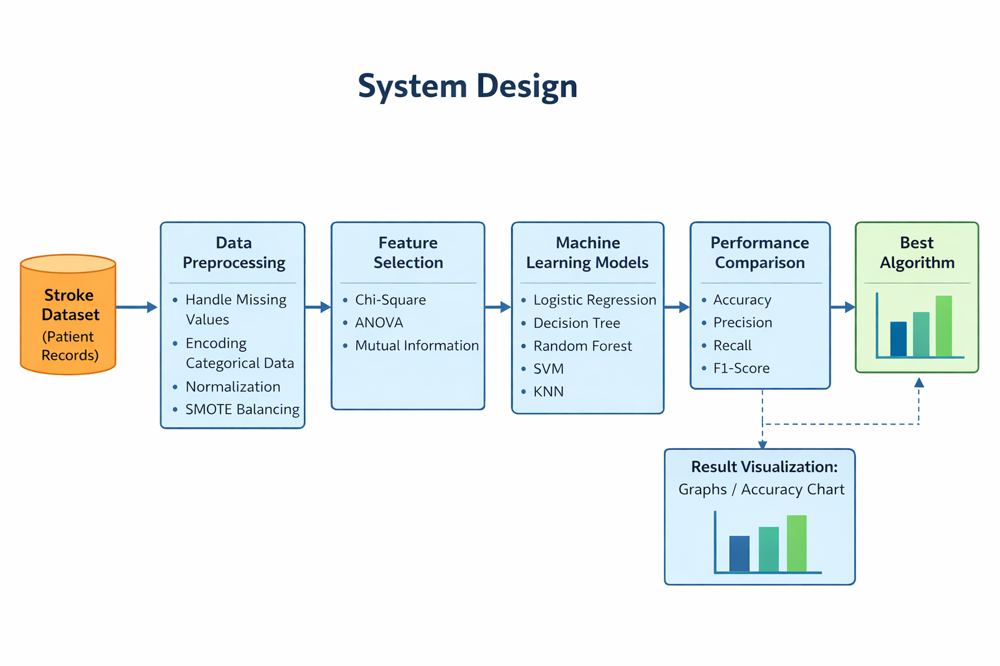 System Design
Stroke
Dataset
(Patient
Records)
Data
Preprocessing
• Handle Missing
Values
• Encoding
Categorical Data
• Normalization
• SMOTE Balancing
Feature
Selection
• Chi-Square
• ANOVA
• Mutual Information
Machine
Learning Models
• Logistic Regression
• Decision Tree
• Random Forest
• SVM
• KNN
Performance
Comparison
• Accuracy
• Precision
• Recall
• F1-Score
Best
Algorithm
Result Visualization:
Graphs / Accuracy Chart